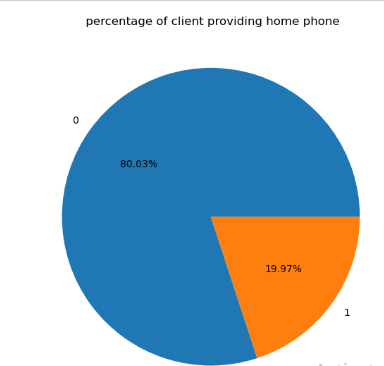 percentage of client providing home phone
0
80.03%
19.97%
1